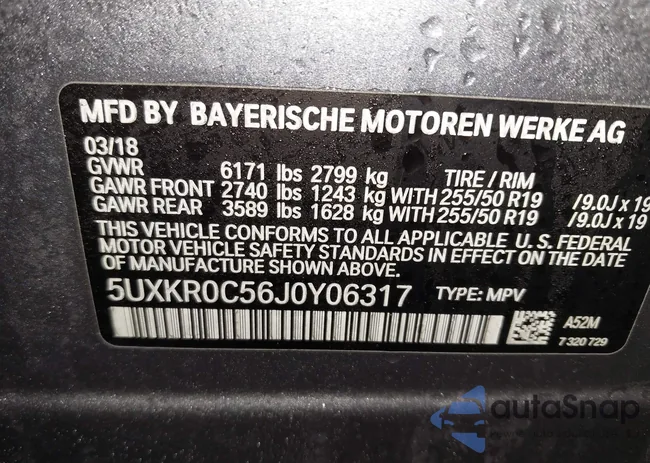 MFD BY BAYERISCHE MOTOREN WERKE AG
03/18
GVWR 6171 lbs 2799 kg TIRE / RIM
GAWR FRONT 2740 lbs 1243 kg WITH 255/50 R19 /9.0J x 19
GAWR REAR 3589 lbs 1628 kg WITH 255/50 R19 /9.0J x 19
THIS VEHICLE CONFORMS TO ALL APPLICABLE U. S. FEDERAL
MOTOR VEHICLE SAFETY STANDARDS IN EFFECT ON THE DATE
OF MANUFACTURE SHOWN ABOVE.
5UXKR0C56J0Y06317 TYPE: MPV
A52M
7 320 729
autoSnap